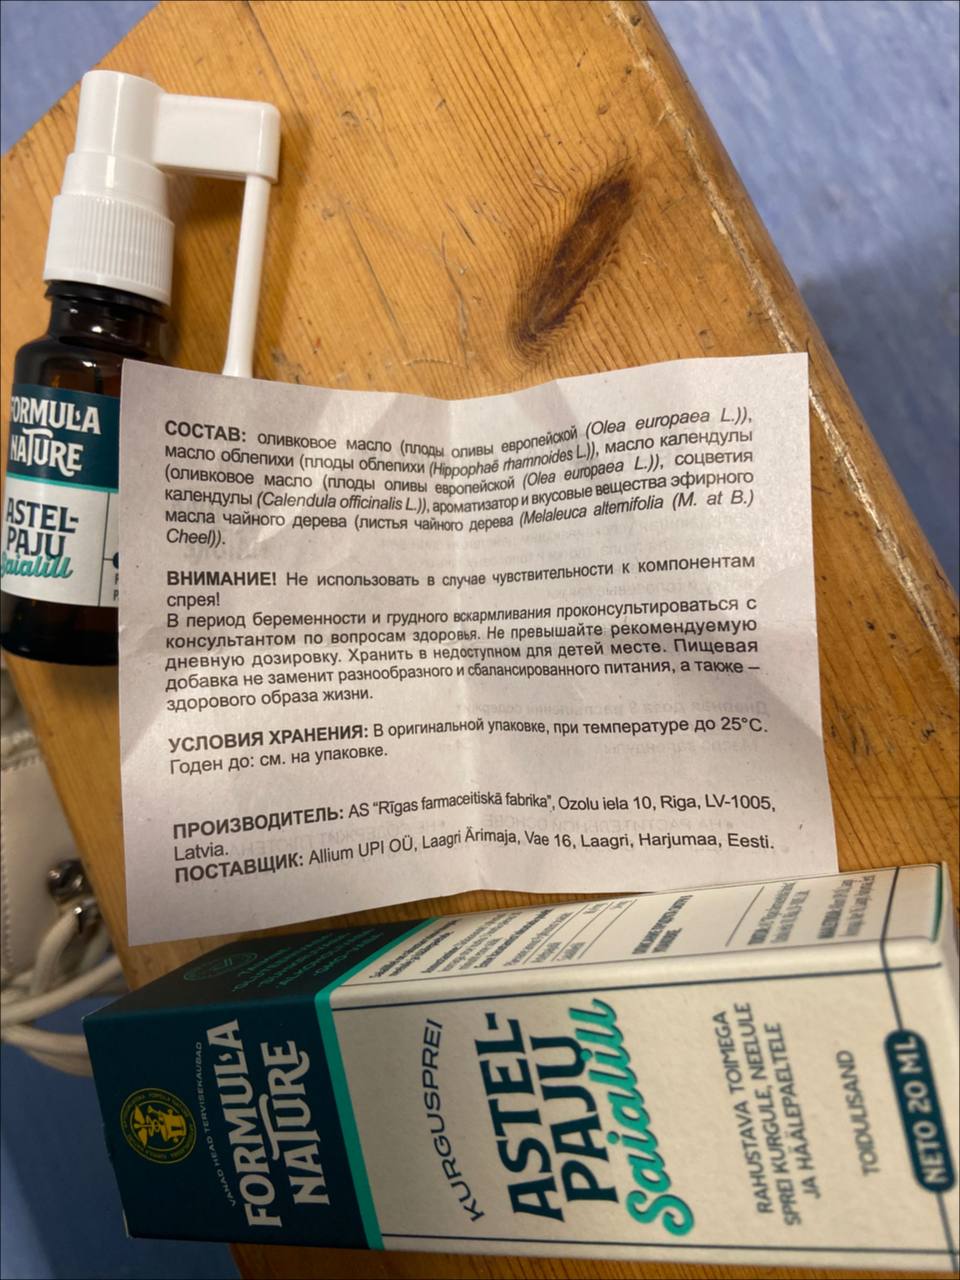 FORMULA
NATURE
ASTEL-
PAJU
Saialill
СОСТАВ: оливковое масло (плоды оливы европейской (Olea europaea L.)),
масло облепихи (плоды облепихи (Hippophaë rhamnoides L.)), масло календулы
(оливковое масло (плоды оливы европейской (Olea europaea L.)), соцветия
календулы (Calendula officinalis L.)), ароматизатор и вкусовые вещества эфирного
масла чайного дерева (листья чайного дерева (Melaleuca alternifolia (M. at B.)
Cheel)).
ВНИМАНИЕ! Не использовать в случае чувствительности к компонентам
спрея!
В период беременности и грудного вскармливания проконсультироваться с
консультантом по вопросам здоровья. Не превышайте рекомендуемую
дневную дозировку. Хранить в недоступном для детей месте. Пищевая
добавка не заменит разнообразного и сбалансированного питания, а также –
здорового образа жизни.
УСЛОВИЯ ХРАНЕНИЯ: В оригинальной упаковке, при температуре до 25°C.
Годен до: см. на упаковке.
ПРОИЗВОДИТЕЛЬ: AS “Rīgas farmaceitiskā fabrika”, Ozolu iela 10, Riga, LV-1005,
Latvia.
ПОСТАВЩИК: Allium UPI OÜ, Laagri Ärimaja, Vae 16, Laagri, Harjumaa, Eesti.
VANAD HEAD TERVISEKAUBAD
FORMULA
NATURE
KURGUSPREI
ASTEL-
PAJU
Saialill
RAHUSTAVA TOIMEGA
SPREI KURGULE, NEELULE
JA HÄÄLEPAELTELE
TOIDULISAND
NETO 20 ML